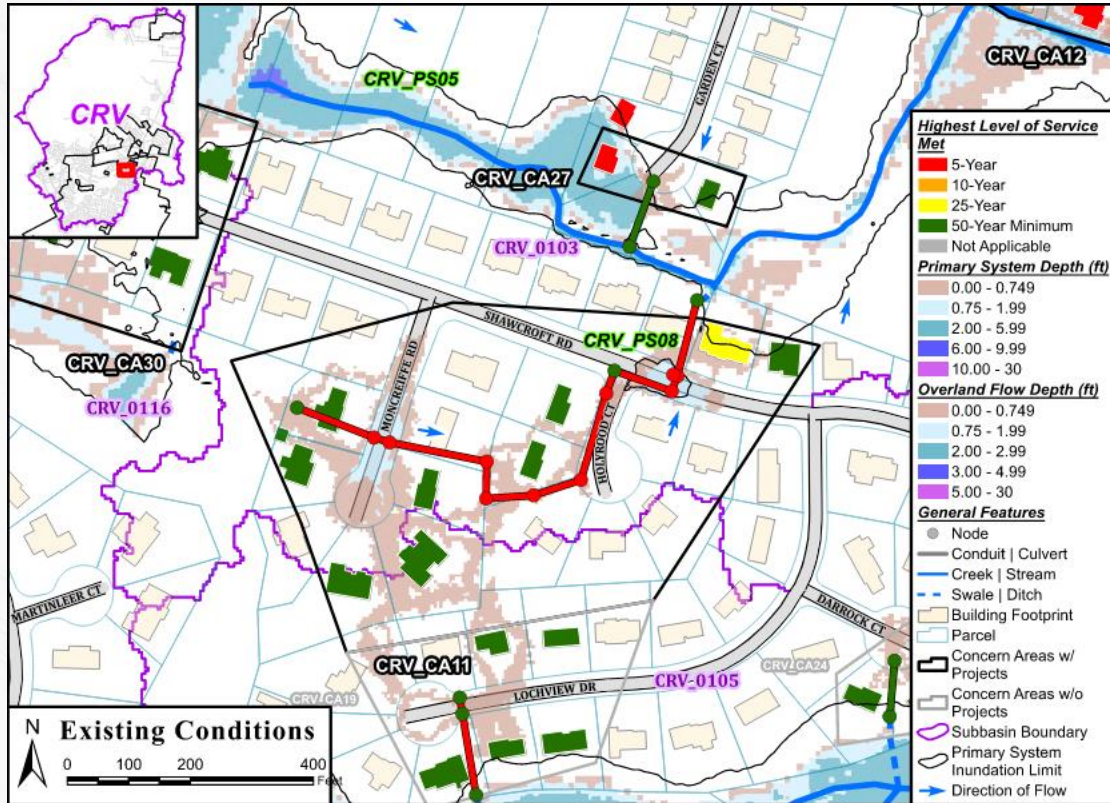 CRV
CRV_PS05
GARDEN CT
CRV_CA12
CRV_CA27
CRV_0103
SHAWCROFT RD
CRV_PS08
CRV_CA30
CRV_0116
MONCREIFFE RD
HOLYROOD CT
MARTINLEER CT
DARROCK CT
CRV_CA11
CRV_CA19
LOCHVIEW DR
CRV-0105
CRV_CA24
N
Existing Conditions
0 100 200 400
Feet
Highest Level of Service
Met
5-Year
10-Year
25-Year
50-Year Minimum
Not Applicable
Primary System Depth (ft)
0.00 - 0.749
0.75 - 1.99
2.00 - 5.99
6.00 - 9.99
10.00 - 30
Overland Flow Depth (ft)
0.00 - 0.749
0.75 - 1.99
2.00 - 2.99
3.00 - 4.99
5.00 - 30
General Features
Node
Conduit | Culvert
Creek | Stream
Swale | Ditch
Building Footprint
Parcel
Concern Areas w/
Projects
Concern Areas w/o
Projects
Subbasin Boundary
Primary System
Inundation Limit
Direction of Flow